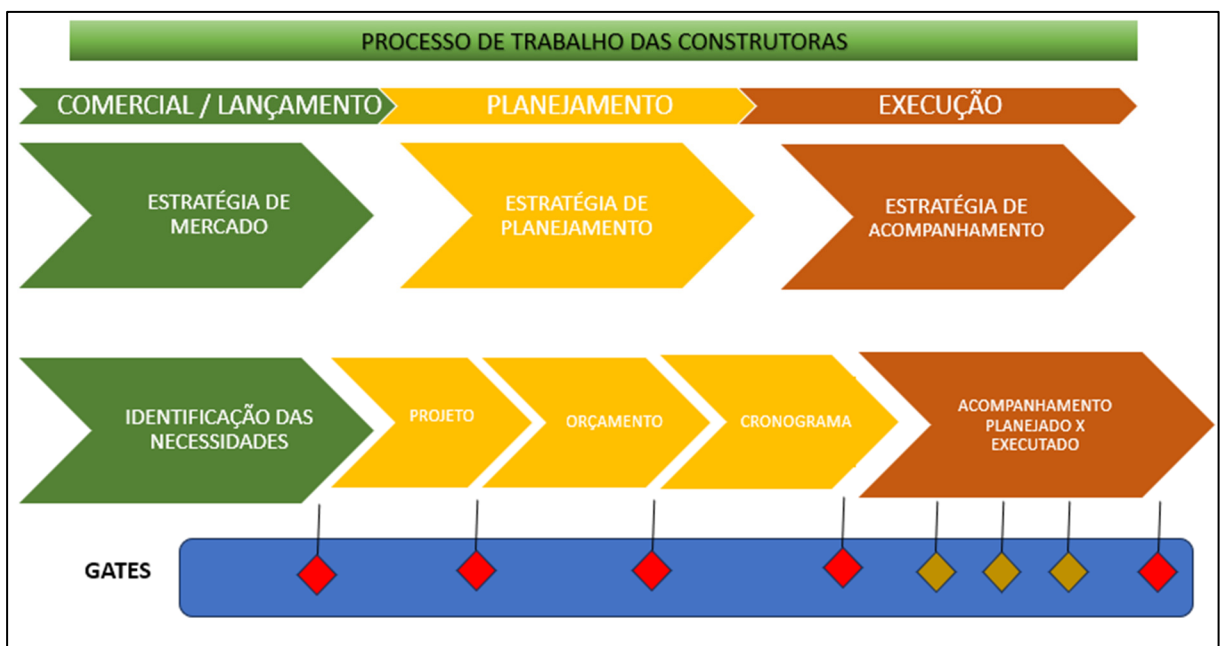 PROCESSO DE TRABALHO DAS CONSTRUTORAS
COMERCIAL / LANÇAMENTO
PLANEJAMENTO
EXECUÇÃO
ESTRATÉGIA DE
MERCADO
ESTRATÉGIA DE
PLANEJAMENTO
ESTRATÉGIA DE
ACOMPANHAMENTO
IDENTIFICAÇÃO DAS
NECESSIDADES
PROJETO
ORÇAMENTO
CRONOGRAMA
ACOMPANHAMENTO
PLANEJADO X
EXECUTADO
GATES